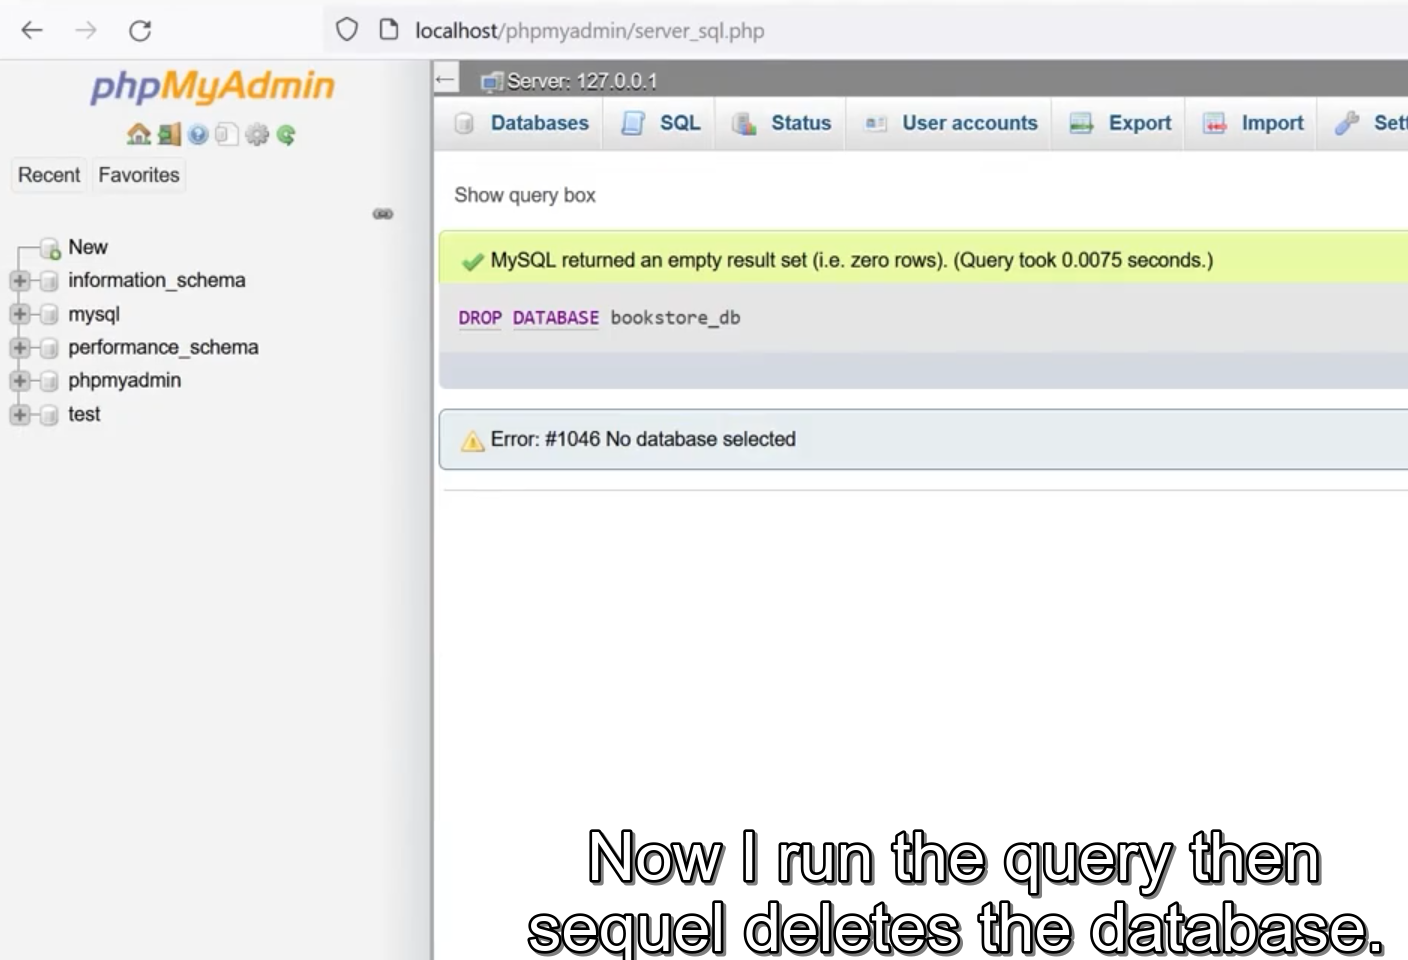 localhost/phpmyadmin/server_sql.php
phpMyAdmin
Server: 127.0.0.1
Databases SQL Status User accounts Export Import Sett
Recent Favorites
Show query box
New
information_schema
mysql
performance_schema
phpmyadmin
test
MySQL returned an empty result set (i.e. zero rows). (Query took 0.0075 seconds.)
DROP DATABASE bookstore_db
Error: #1046 No database selected
Now I run the query then
sequel deletes the database.